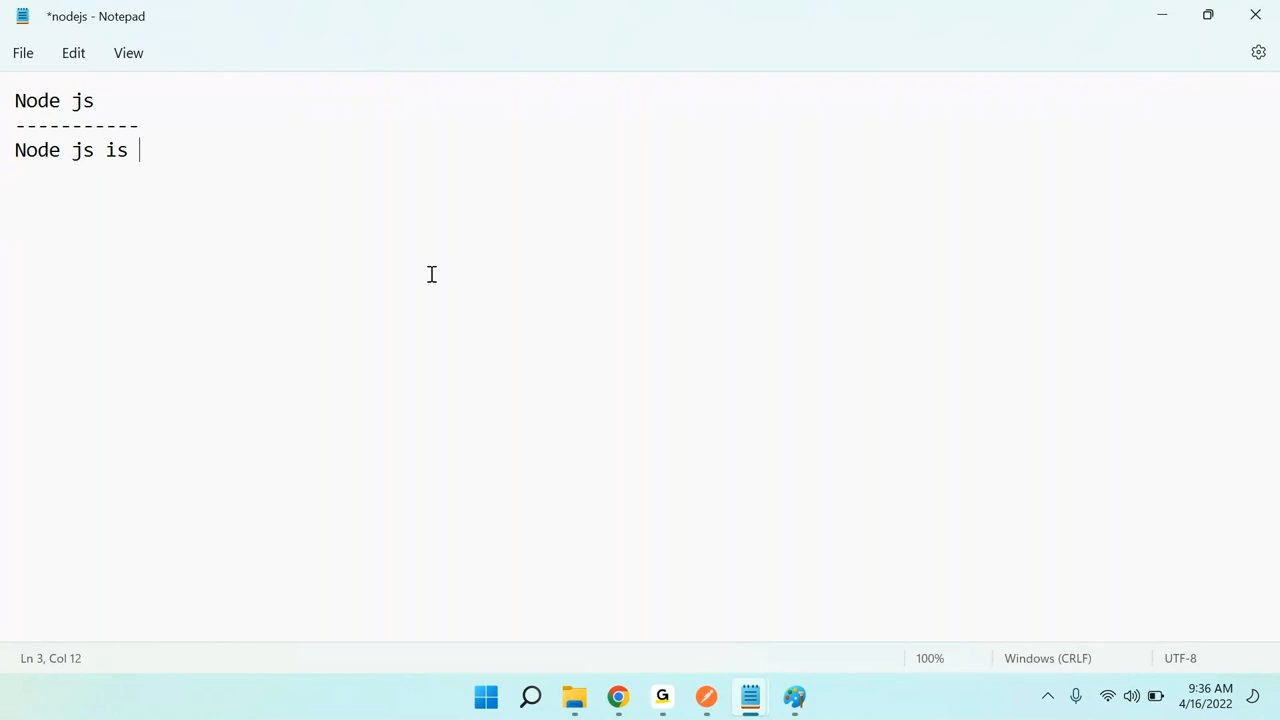 *nodejs - Notepad
File Edit View
Node js
-----------
Node js is
Ln 3, Col 12 100% Windows (CRLF) UTF-8
G
9:36 AM
4/16/2022